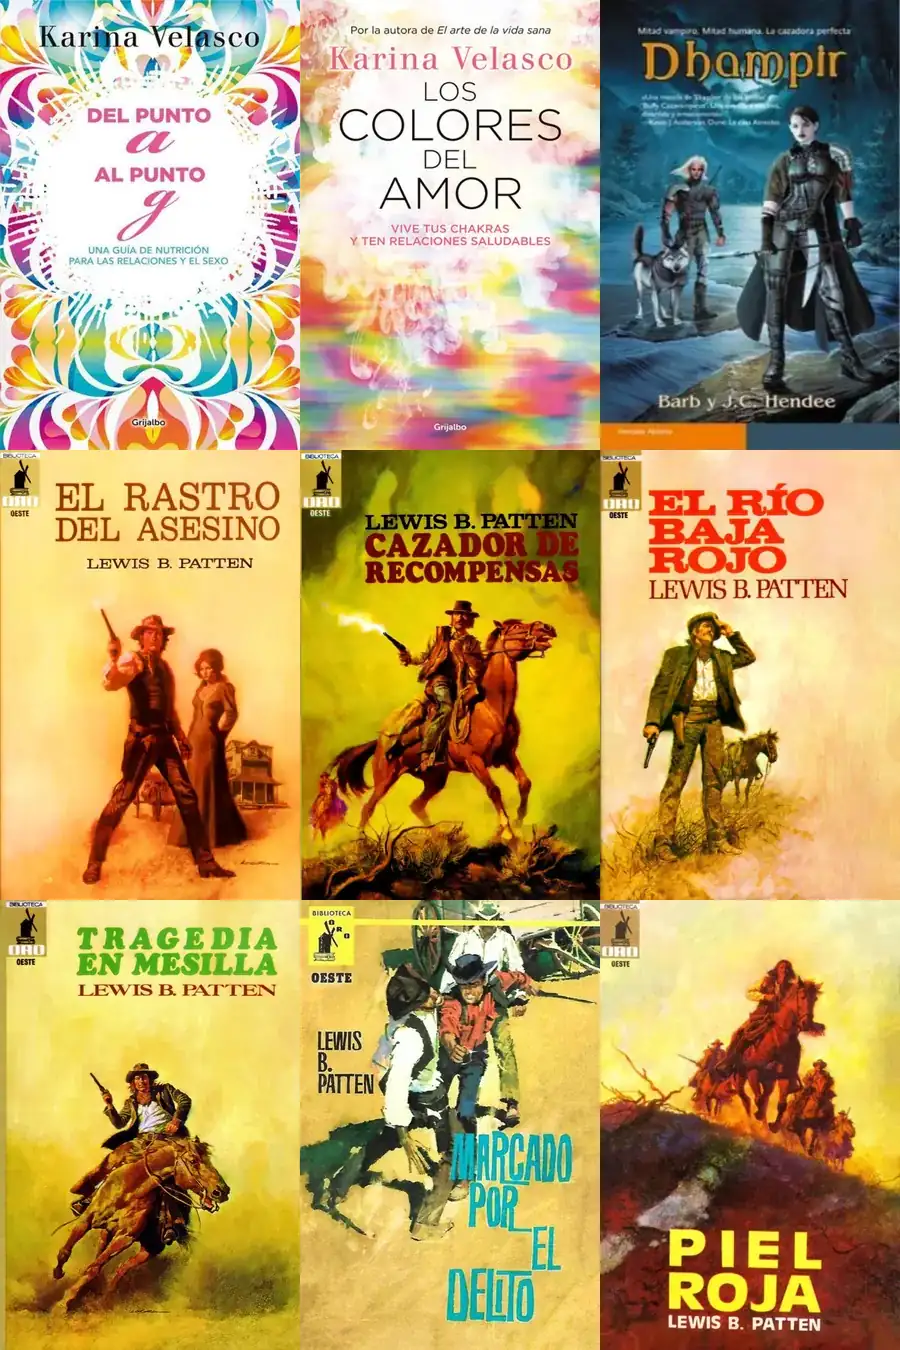 Karina Velasco
DEL PUNTO
a
AL PUNTO
g
UNA GUÍA DE NUTRICIÓN
PARA LAS RELACIONES Y EL SEXO
Grijalbo
Por la autora de El arte de la vida sana
Karina Velasco
LOS
COLORES
DEL
AMOR
VIVE TUS CHAKRAS
Y TEN RELACIONES SALUDABLES
Grijalbo
Mitad vampiro. Mitad humana. La cazadora perfecta
Dhampir
Barb y J.C. Hendee
BIBLIOTECA
ORO
OESTE
EL RASTRO
DEL ASESINO
LEWIS B. PATTEN
BIBLIOTECA
ORO
OESTE
LEWIS B. PATTEN
CAZADOR DE
RECOMPENSAS
BIBLIOTECA
ORO
OESTE
EL RÍO
BAJA
ROJO
LEWIS B. PATTEN
BIBLIOTECA
ORO
OESTE
TRAGEDIA
EN MESILLA
LEWIS B. PATTEN
BIBLIOTECA
ORO
OESTE
LEWIS
B.
PATTEN
MARCADO
POR
EL
DELITO
BIBLIOTECA
ORO
OESTE
PIEL
ROJA
LEWIS B. PATTEN